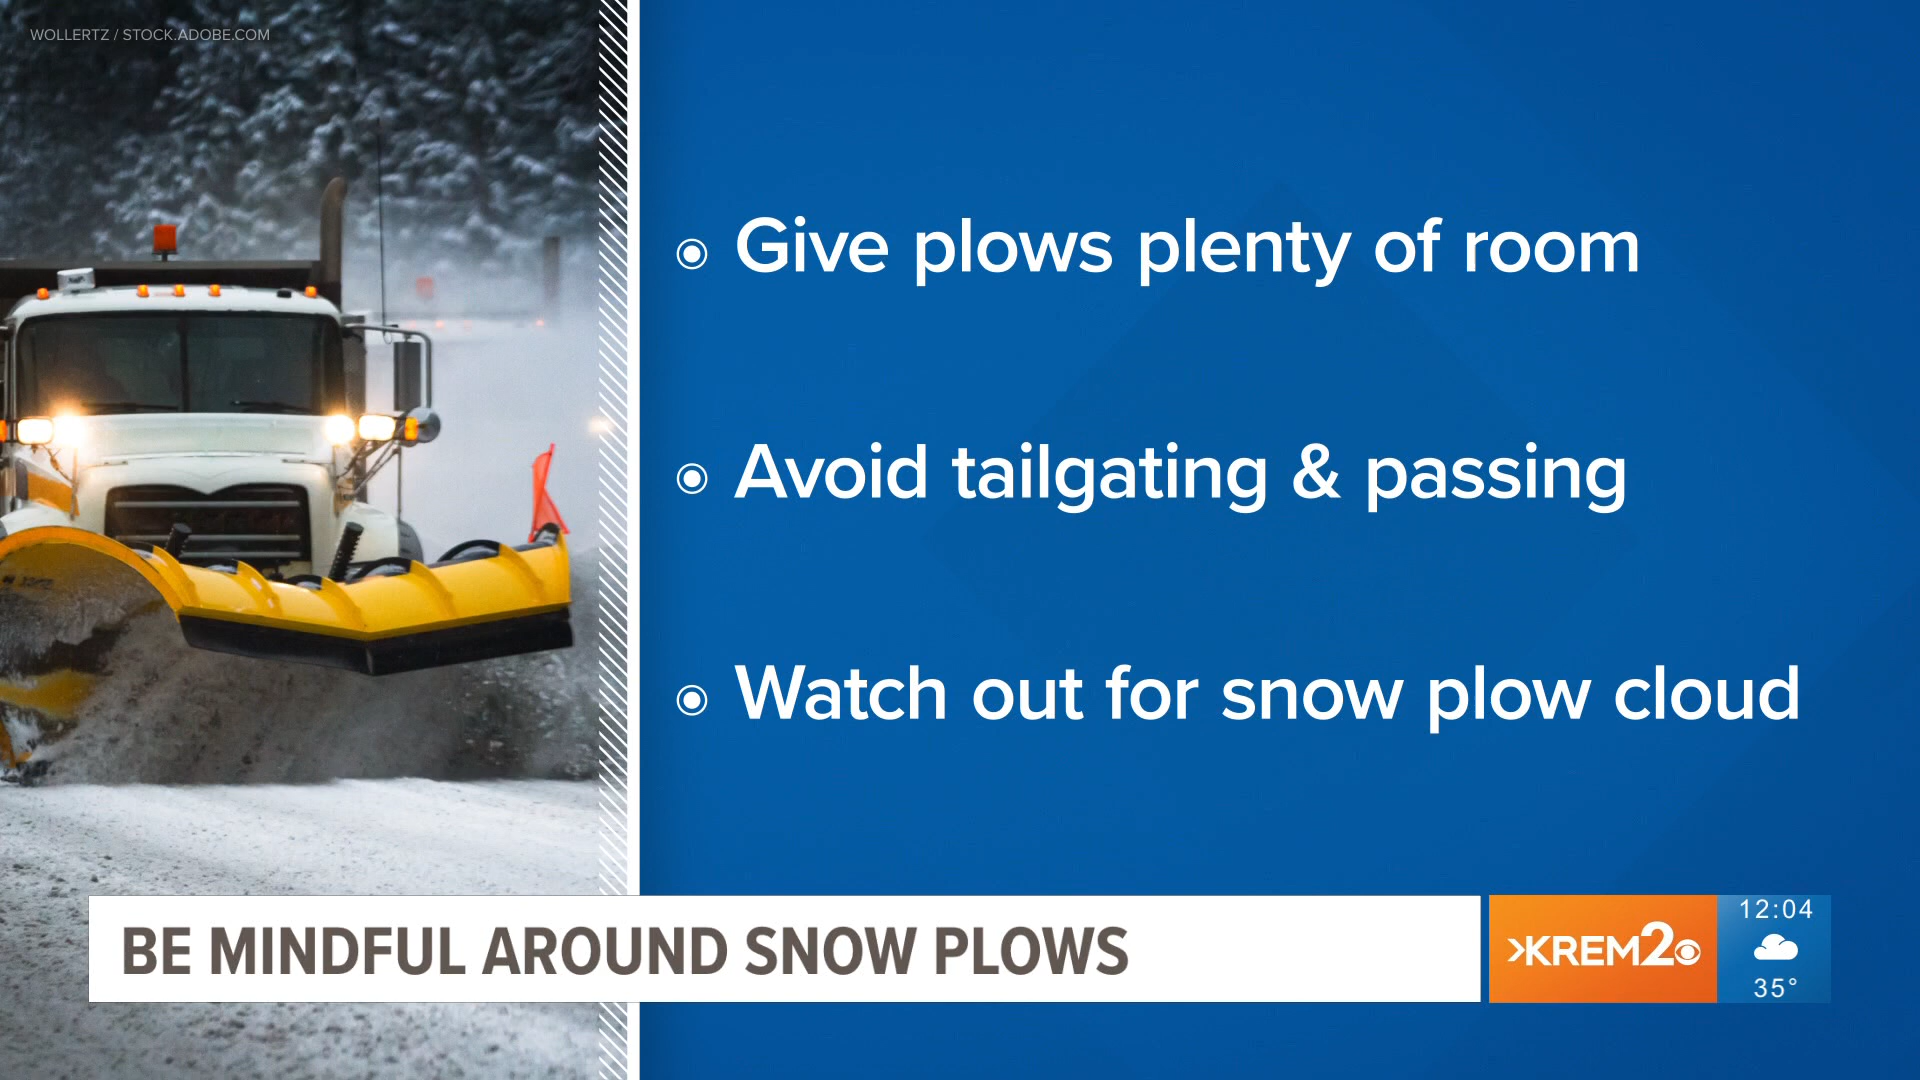 WOLLERTZ / STOCK.ADOBE.COM
Give plows plenty of room
Avoid tailgating & passing
Watch out for snow plow cloud
BE MINDFUL AROUND SNOW PLOWS
KREM2
12:04
35°